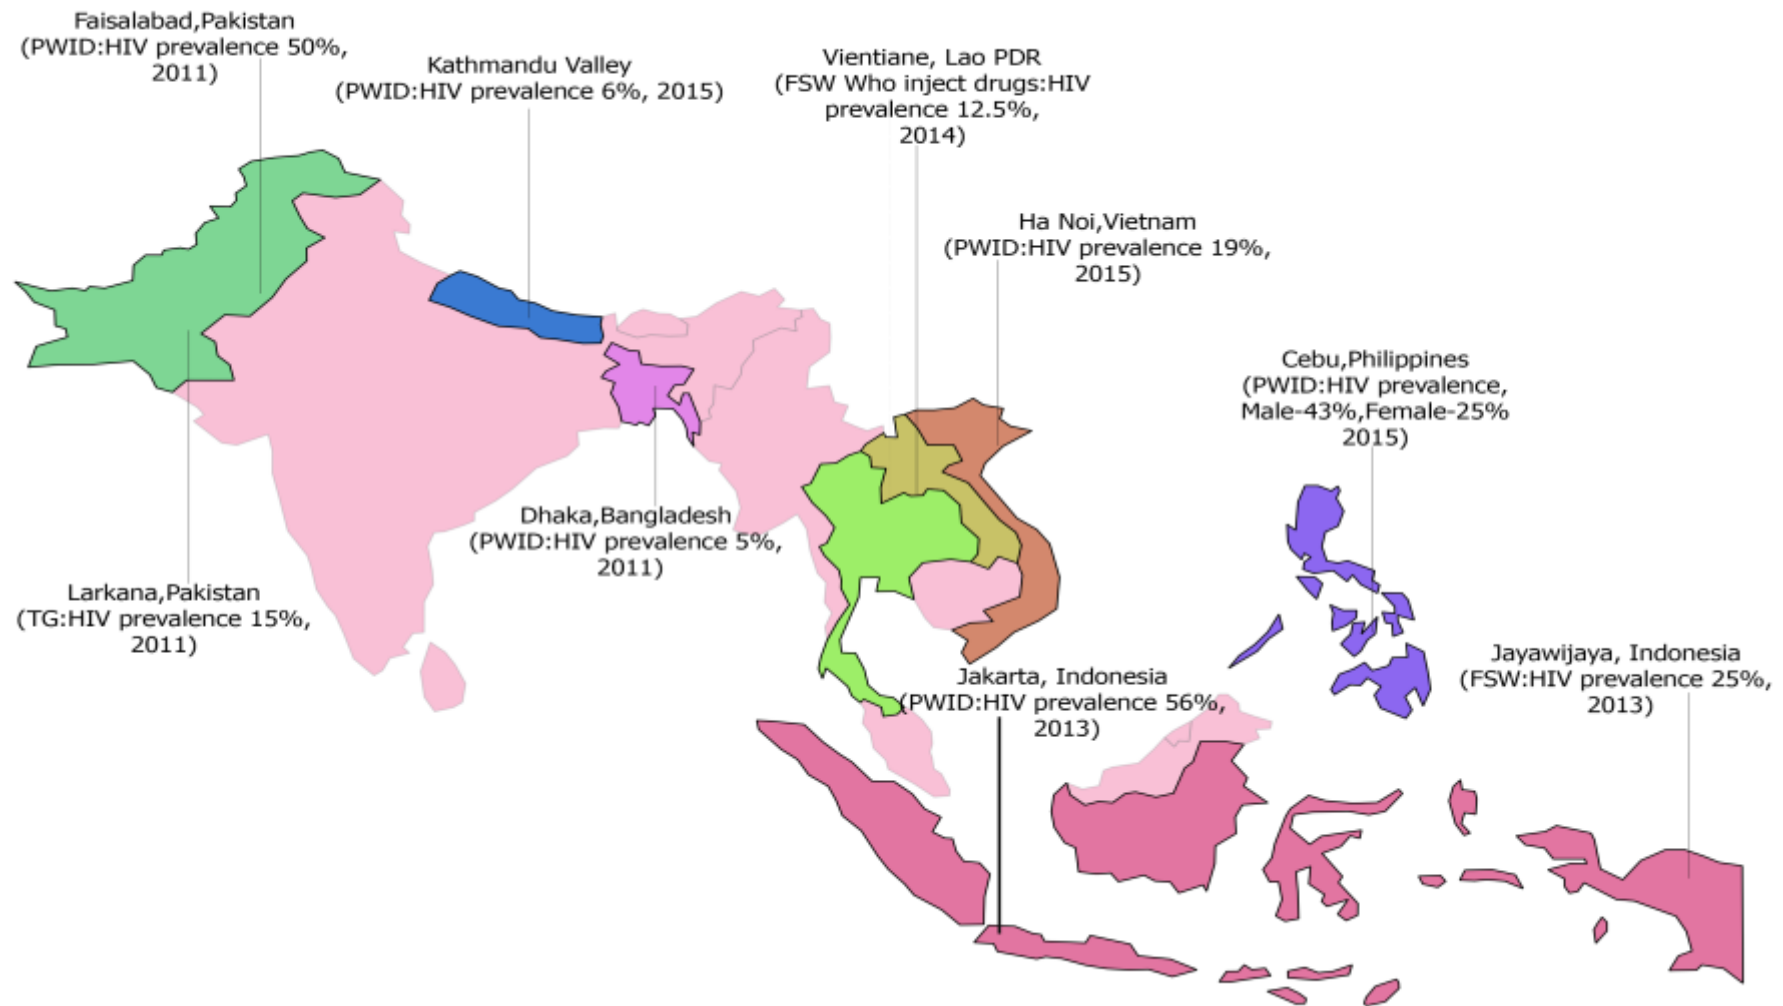 Faisalabad,Pakistan
(PWID:HIV prevalence 50%,
2011)
Kathmandu Valley
(PWID:HIV prevalence 6%, 2015)
Vientiane, Lao PDR
(FSW Who inject drugs:HIV
prevalence 12.5%,
2014)
Ha Noi,Vietnam
(PWID:HIV prevalence 19%,
2015)
Cebu,Philippines
(PWID:HIV prevalence,
Male-43%,Female-25%
2015)
Dhaka,Bangladesh
(PWID:HIV prevalence 5%,
2011)
Larkana,Pakistan
(TG:HIV prevalence 15%,
2011)
Jakarta, Indonesia
(PWID:HIV prevalence 56%,
2013)
Jayawijaya, Indonesia
(FSW:HIV prevalence 25%,
2013)